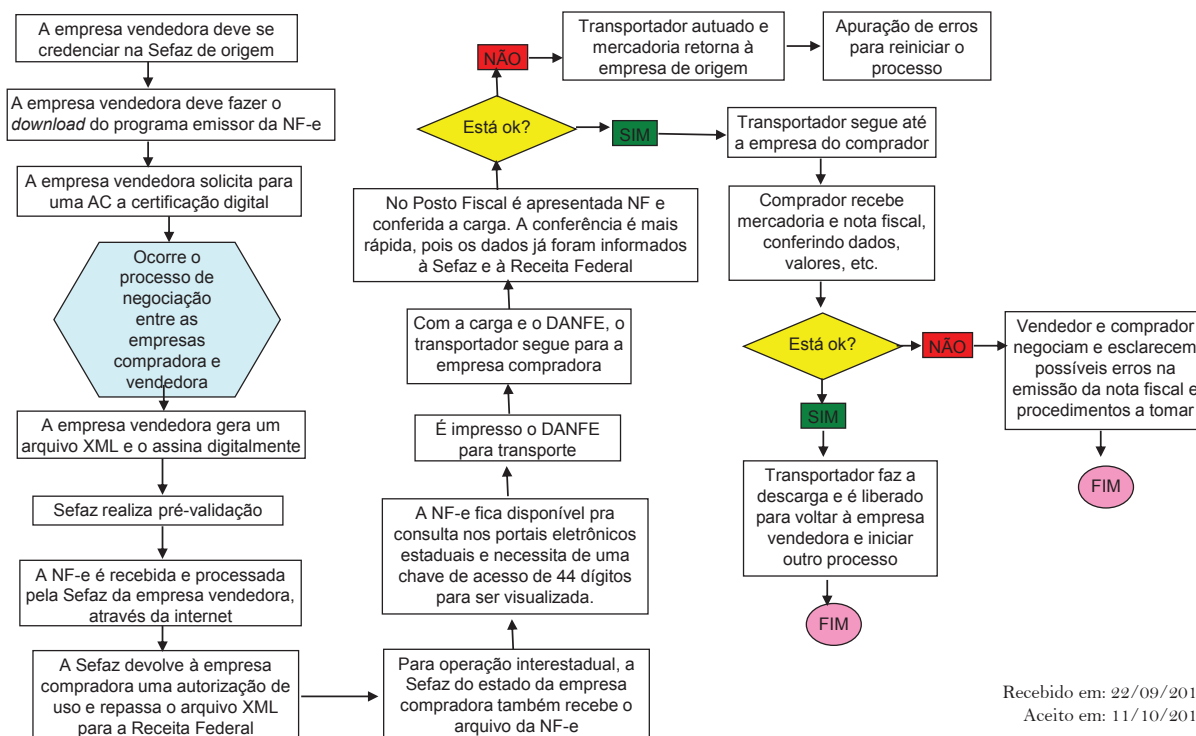 A empresa vendedora deve se
credenciar na Sefaz de origem
A empresa vendedora deve fazer o
download do programa emissor da NF-e
A empresa vendedora solicita para
uma AC a certificação digital
Ocorre o
processo de
negociação
entre as
empresas
compradora e
vendedora
A empresa vendedora gera um
arquivo XML e o assina digitalmente
Sefaz realiza pré-validação
A NF-e é recebida e processada
pela Sefaz da empresa vendedora,
através da internet
A Sefaz devolve à empresa
compradora uma autorização de
uso e repassa o arquivo XML
para a Receita Federal
Para operação interestadual, a
Sefaz do estado da empresa
compradora também recebe o
arquivo da NF-e
A NF-e fica disponível pra
consulta nos portais eletrônicos
estaduais e necessita de uma
chave de acesso de 44 dígitos
para ser visualizada.
É impresso o DANFE
para transporte
Com a carga e o DANFE, o
transportador segue para a
empresa compradora
No Posto Fiscal é apresentada NF e
conferida a carga. A conferência é mais
rápida, pois os dados já foram informados
à Sefaz e à Receita Federal
Está ok?
NÃO
Transportador autuado e
mercadoria retorna à
empresa de origem
Apuração de erros
para reiniciar o
processo
SIM
Transportador segue até
a empresa do comprador
Comprador recebe
mercadoria e nota fiscal,
conferindo dados,
valores, etc.
Está ok?
NÃO
Vendedor e comprador
negociam e esclarecem
possíveis erros na
emissão da nota fiscal e
procedimentos a tomar
FIM
SIM
Transportador faz a
descarga e é liberado
para voltar à empresa
vendedora e iniciar
outro processo
FIM
Recebido em: 22/09/201
Aceito em: 11/10/201